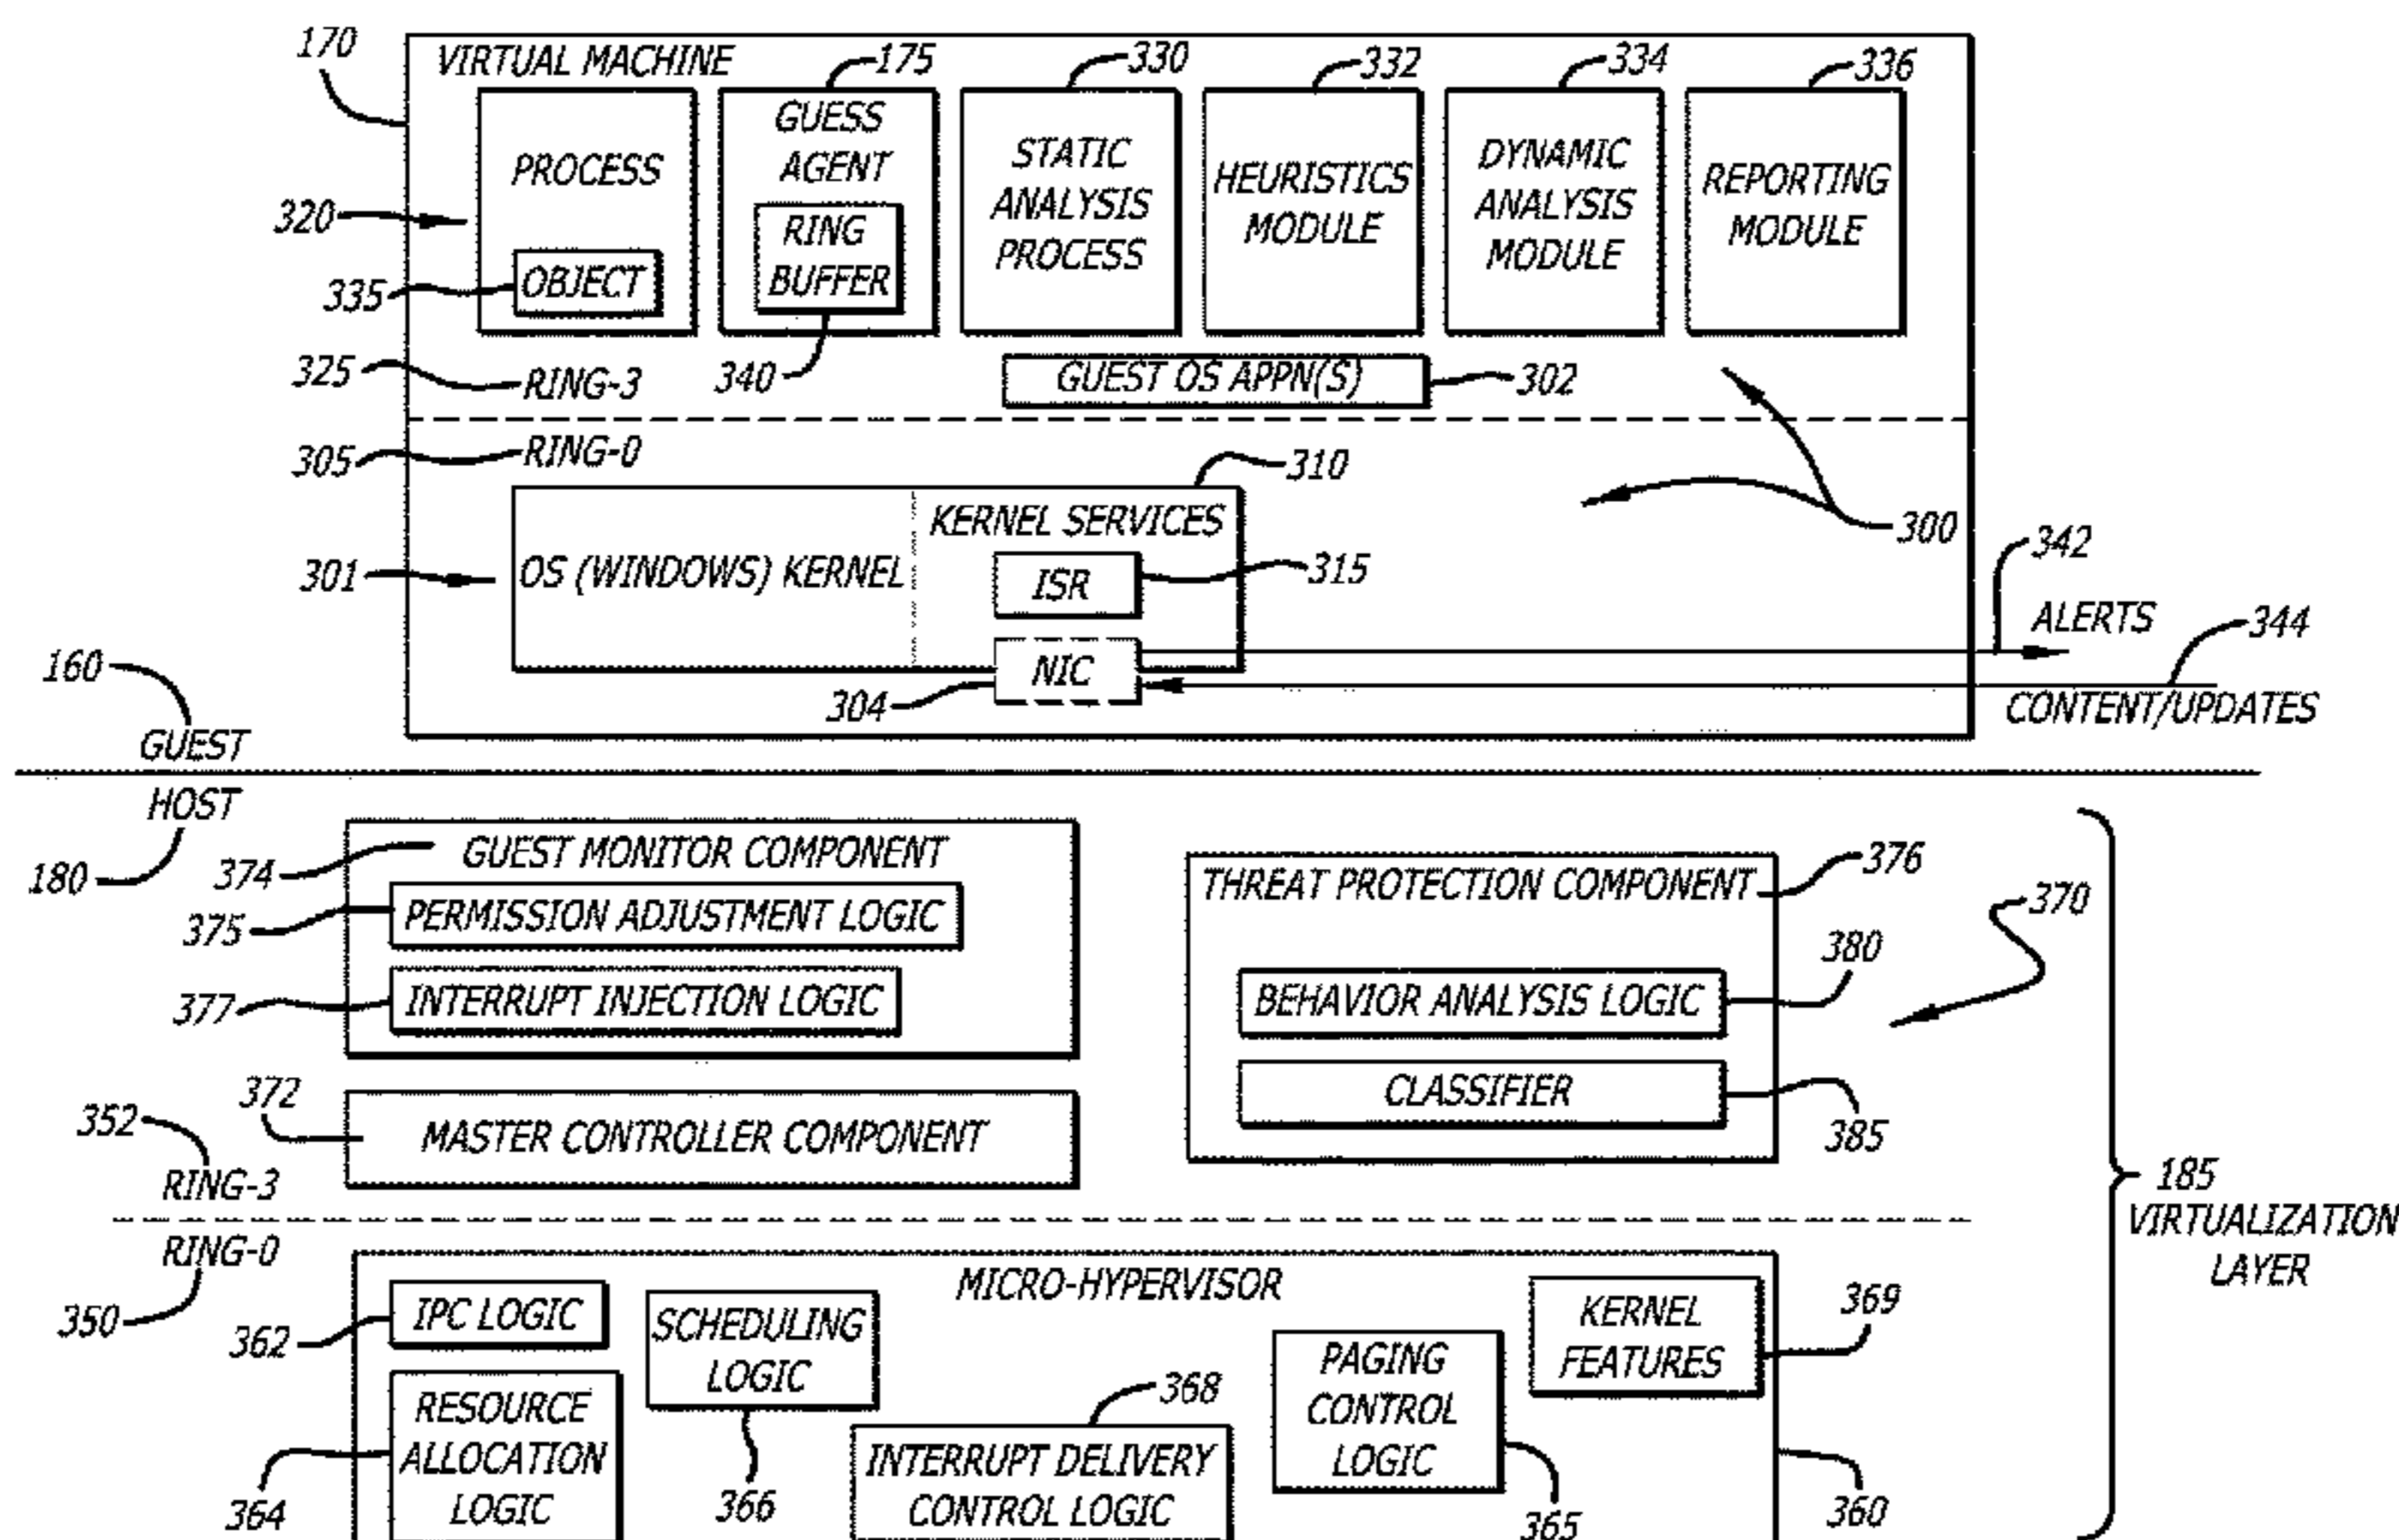 170
VIRTUAL MACHINE
175
330
332
334
336
PROCESS
GUESS
AGENT
STATIC
ANALYSIS
PROCESS
HEURISTICS
MODULE
DYNAMIC
ANALYSIS
MODULE
REPORTING
MODULE
320
335
OBJECT
RING
BUFFER
325
RING-3
340
GUEST OS APPN(S)
302
305
RING-0
310
300
301
OS (WINDOWS) KERNEL
KERNEL SERVICES
ISR
315
342
ALERTS
344
NIC
304
CONTENT/UPDATES
160
GUEST
HOST
180
374
GUEST MONITOR COMPONENT
375
PERMISSION ADJUSTMENT LOGIC
377
INTERRUPT INJECTION LOGIC
THREAT PROTECTION COMPONENT
376
370
380
BEHAVIOR ANALYSIS LOGIC
CLASSIFIER
385
372
MASTER CONTROLLER COMPONENT
352
RING-3
185
VIRTUALIZATION
LAYER
RING-0
350
MICRO-HYPERVISOR
362
IPC LOGIC
SCHEDULING
LOGIC
366
KERNEL
FEATURES
369
PAGING
CONTROL
LOGIC
365
368
INTERRUPT DELIVERY
CONTROL LOGIC
RESOURCE
ALLOCATION
LOGIC
364
360